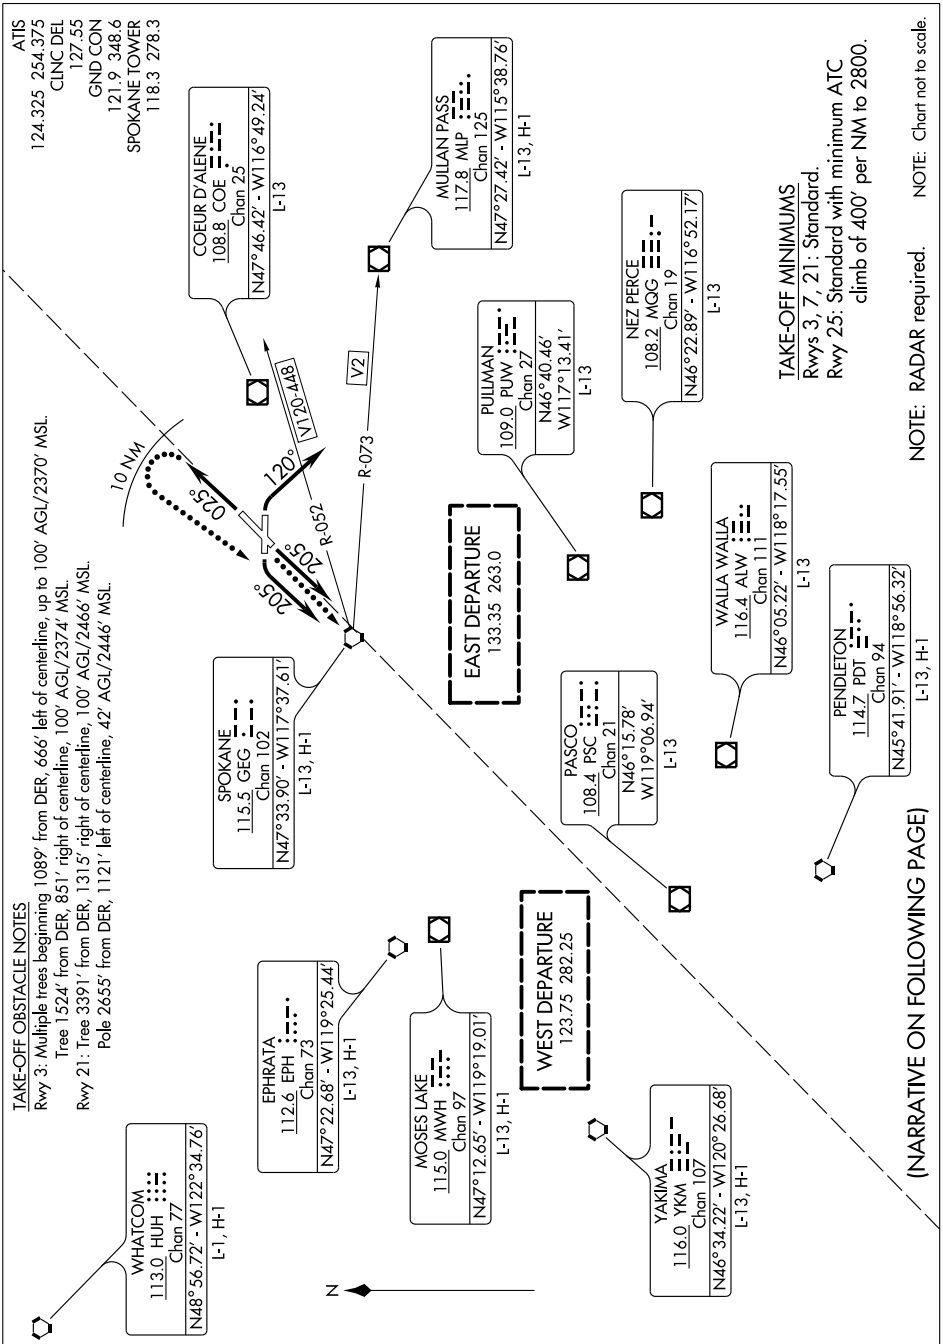 TAKE-OFF OBSTACLE NOTES
Rwy 3: Multiple trees beginning 1089' from DER, 666' left of centerline, up to 100' AGL/2370' MSL.
Tree 1524' from DER, 851' right of centerline, 100' AGL/2374' MSL.
Rwy 21: Tree 3391' from DER, 1315' right of centerline, 100' AGL/2466' MSL.
Pole 2655' from DER, 1121' left of centerline, 42' AGL/2446' MSL.
ATIS
124.325 254.375
CLNC DEL
127.55
GND CON
121.9 348.6
SPOKANE TOWER
118.3 278.3
WHATCOM
113.0 HUH
Chan 77
N48°56.72' - W122°34.76'
L-1, H-1
COEUR D'ALENE
108.8 COE
Chan 25
N47°46.42' - W116°49.24'
L-13
10 NM
025°
120°
205°
205°
V120-448
R-052
R-073
V2
SPOKANE
115.5 GEG
Chan 102
N47°33.90' - W117°37.61'
L-13, H-1
MULLAN PASS
117.8 MLP
Chan 125
N47°27.42' - W115°38.76'
L-13, H-1
EPHRATA
112.6 EPH
Chan 73
N47°22.68' - W119°25.44'
L-13, H-1
MOSES LAKE
115.0 MWH
Chan 97
N47°12.65' - W119°19.01'
L-13, H-1
EAST DEPARTURE
133.35 263.0
PULLMAN
109.0 PUW
Chan 27
N46°40.46'
W117°13.41'
L-13
WEST DEPARTURE
123.75 282.25
PASCO
108.4 PSC
Chan 21
N46°15.78'
W119°06.94'
L-13
NEZ PERCE
108.2 MQG
Chan 19
N46°22.89' - W116°52.17'
L-13
YAKIMA
116.0 YKM
Chan 107
N46°34.22' - W120°26.68'
L-13, H-1
WALLA WALLA
116.4 ALW
Chan 111
N46°05.22' - W118°17.55'
L-13
PENDLETON
114.7 PDT
Chan 94
N45°41.91' - W118°56.32'
L-13, H-1
TAKE-OFF MINIMUMS
Rwys 3, 7, 21: Standard.
Rwy 25: Standard with minimum ATC
climb of 400' per NM to 2800.
N
(NARRATIVE ON FOLLOWING PAGE)
NOTE: RADAR required.
NOTE: Chart not to scale.